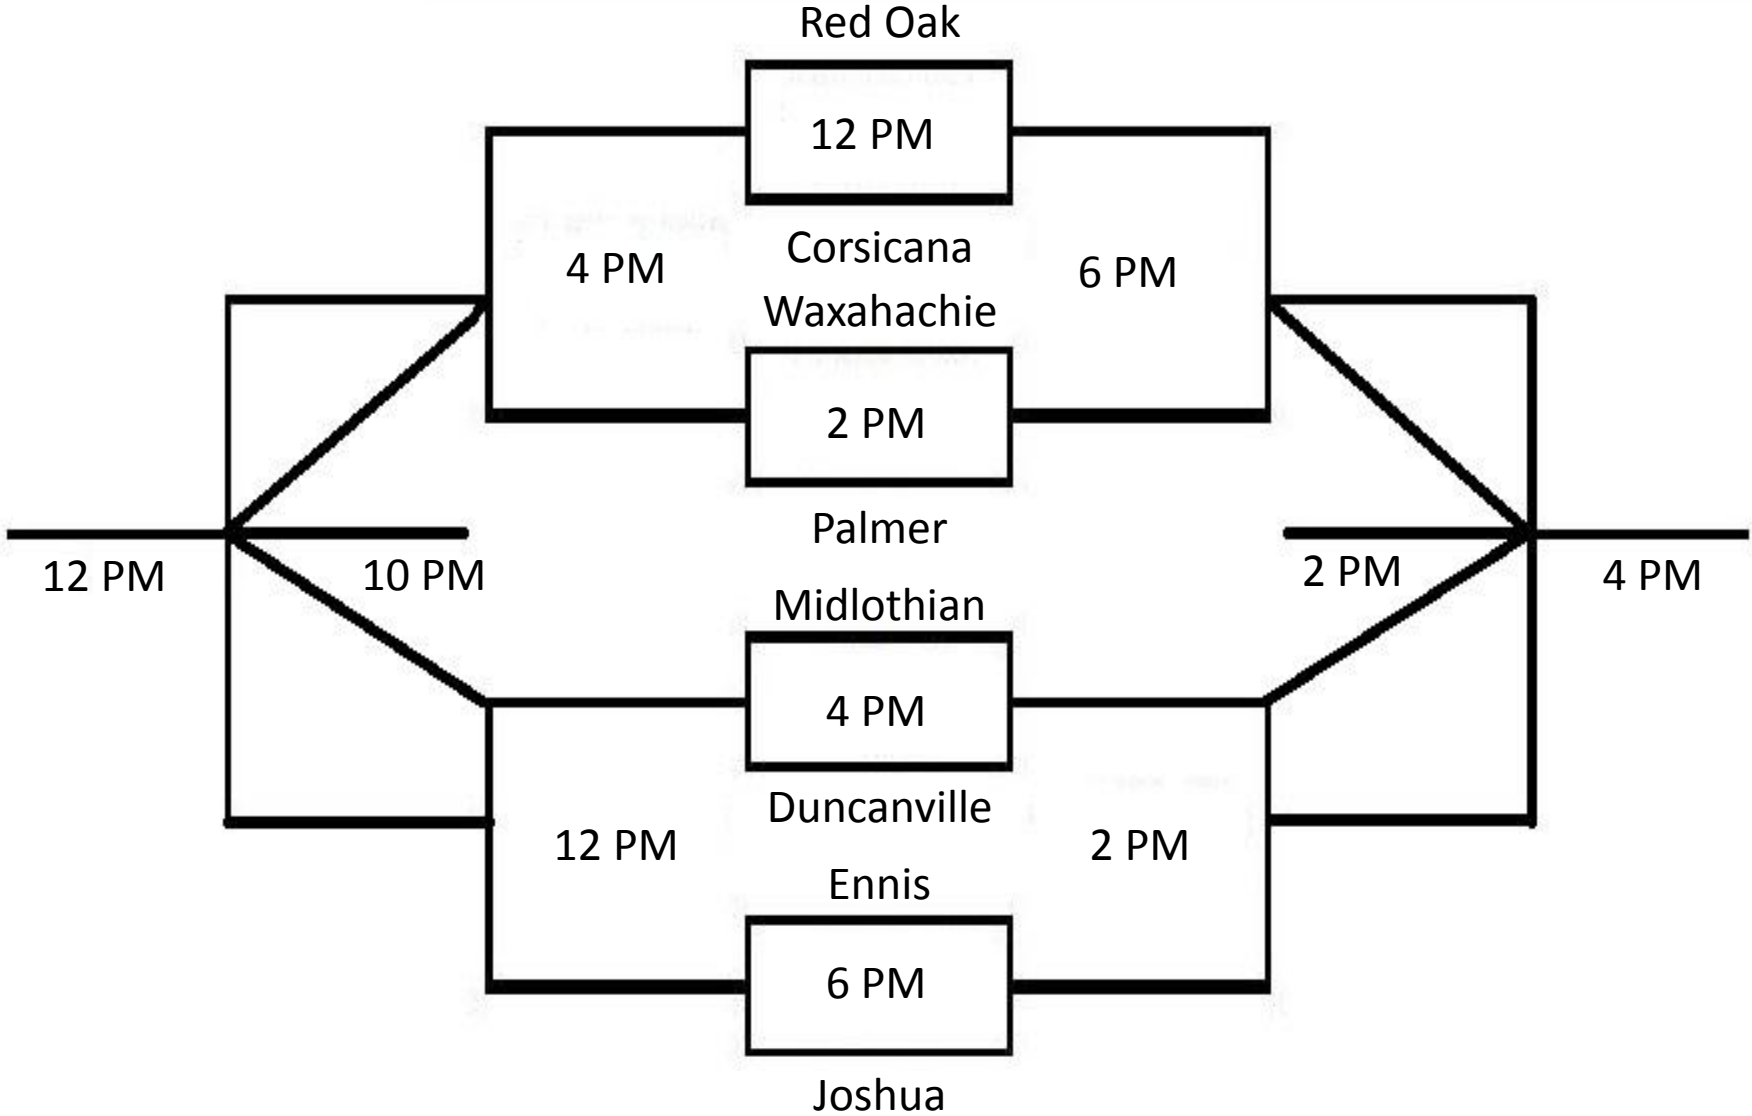 Red Oak
12 PM
Corsicana
4 PM
6 PM
Waxahachie
2 PM
Palmer
12 PM
10 PM
2 PM
4 PM
Midlothian
4 PM
Duncanville
12 PM
2 PM
Ennis
6 PM
Joshua